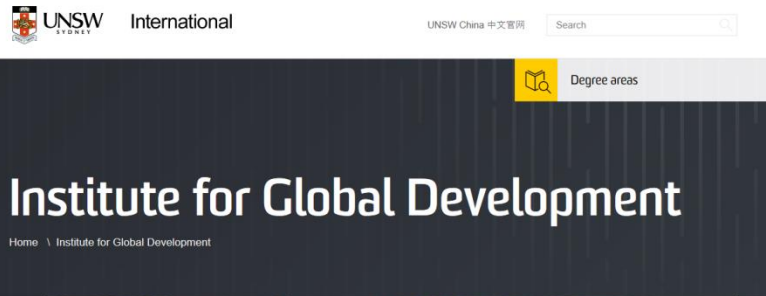 UNSW
SYDNEY
International
UNSW China 中文官网
Search
Degree areas
Institute for Global Development
Home \ Institute for Global Development